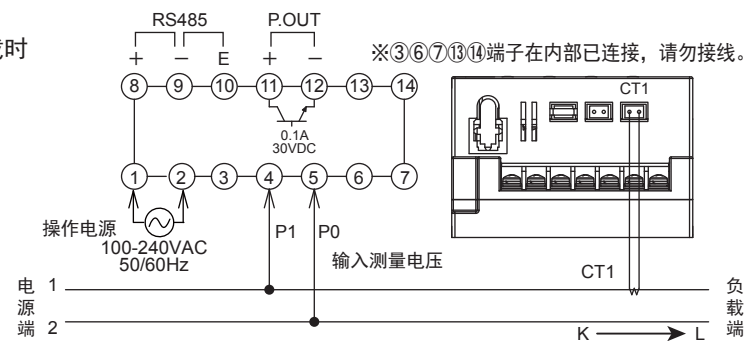 RS485 P.OUT
时
※③⑥⑦⑬⑭端子在内部已连接，请勿接线。
+ − E + −
⑧ ⑨ ⑩ ⑪ ⑫ ⑬ ⑭
CT1
0.1A
30VDC
① ② ③ ④ ⑤ ⑥ ⑦
操作电源
100-240VAC
50/60Hz
P1 P0
输入测量电压
CT1
电源端
1
2
负载端
K L